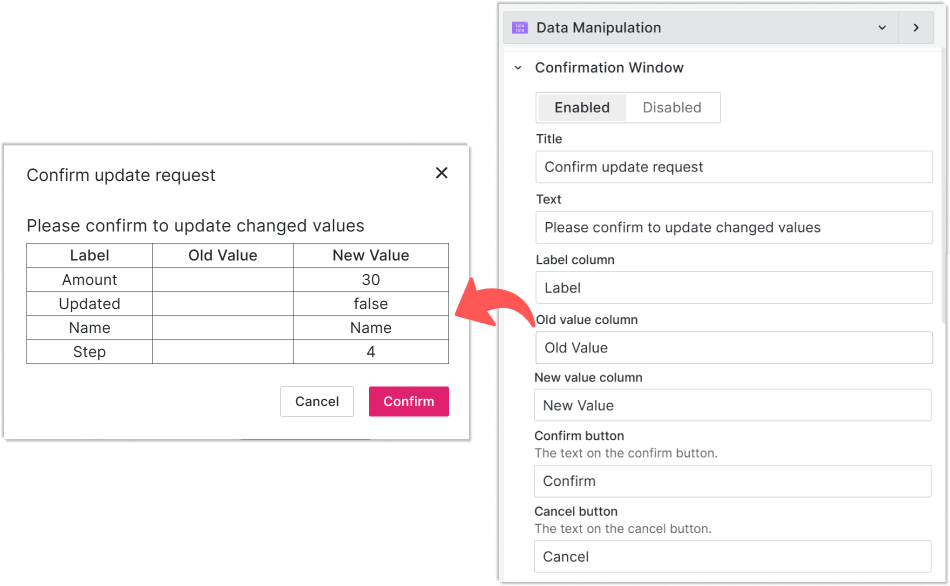 Confirm update request
Please confirm to update changed values
Label Old Value New Value
Amount 30
Updated false
Name Name
Step 4
Cancel Confirm
Data Manipulation
Confirmation Window
Enabled Disabled
Title
Confirm update request
Text
Please confirm to update changed values
Label column
Label
Old value column
Old Value
New value column
New Value
Confirm button
The text on the confirm button.
Confirm
Cancel button
The text on the cancel button.
Cancel